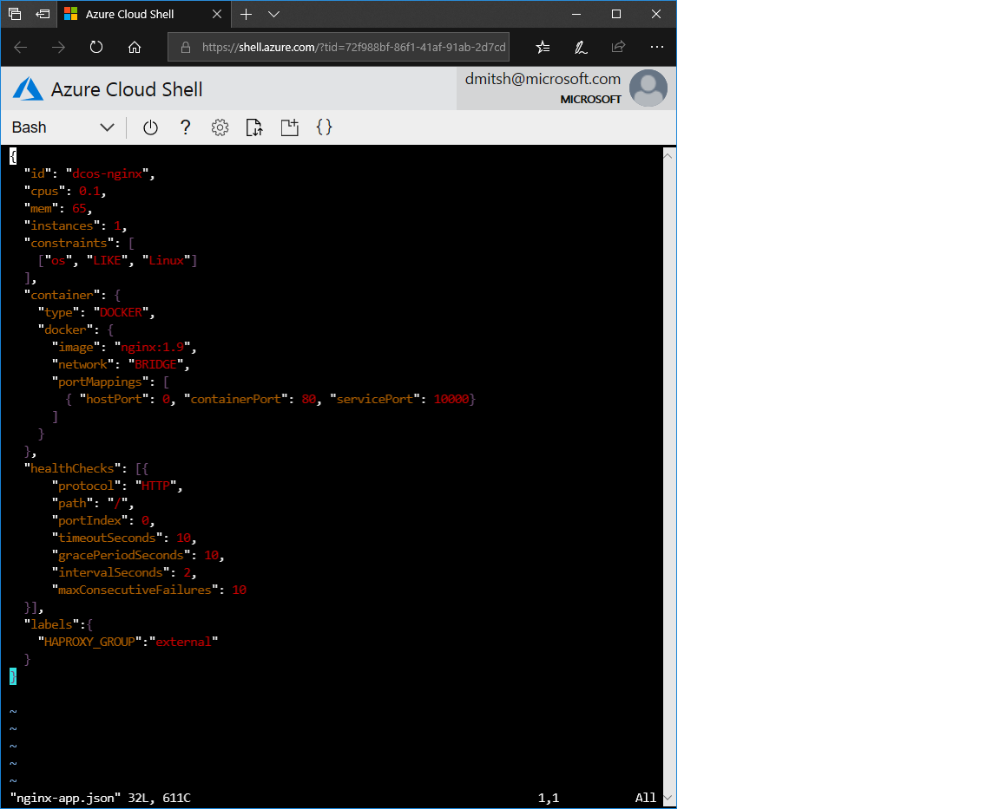 Azure Cloud Shell
https://shell.azure.com/?tid=72f988bf-86f1-41af-91ab-2d7cd
Azure Cloud Shell
dmitsh@microsoft.com
MICROSOFT
Bash
? { }
{
  "id": "dcos-nginx",
  "cpus": 0.1,
  "mem": 65,
  "instances": 1,
  "constraints": [
    ["os", "LIKE", "Linux"]
  ],
  "container": {
    "type": "DOCKER",
    "docker": {
      "image": "nginx:1.9",
      "network": "BRIDGE",
      "portMappings": [
        { "hostPort": 0, "containerPort": 80, "servicePort": 10000}
      ]
    }
  },
  "healthChecks": [{
      "protocol": "HTTP",
      "path": "/",
      "portIndex": 0,
      "timeoutSeconds": 10,
      "gracePeriodSeconds": 10,
      "intervalSeconds": 2,
      "maxConsecutiveFailures": 10
  }],
  "labels":{
    "HAPROXY_GROUP":"external"
  }
}
~
~
~
~
~
"nginx-app.json" 32L, 611C 1,1 All